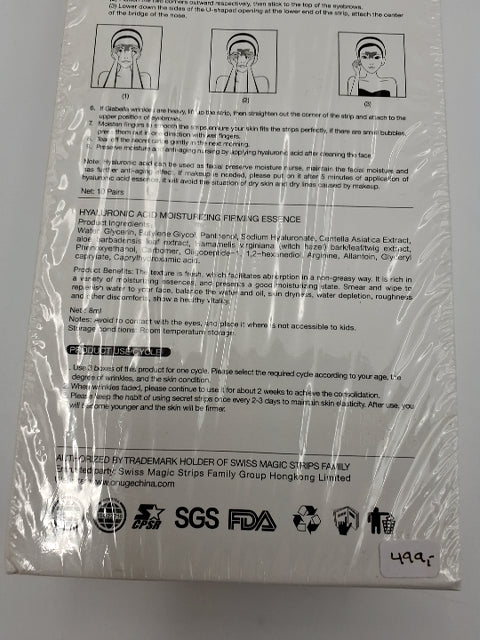 outward respectively, then stick to the top of the eyebrows.
(3) Lower down the sides of the U-shaped opening at the lower end of the strip, attach the center
of the bridge of the nose.
(1)
(2)
(3)
6. If Glabella wrinkles are heavy, lift up the strip, then straighten out the corner of the strip and attach to the
upper position of eyebrows.
7. Moisten fingers to smooth the strips, ensure your skin fits the strips perfectly, if there are small bubbles,
press them out in one direction with wet fingers.
8. Tear off the secret strips gently in the next morning.
9. Preserve moisture and anti-aging nursing by applying hyaluronic acid after cleaning the face
Note: Hyaluronic acid can be used as facial preserve moisture nurse, maintain the facial moisture and
has further anti-aging effect. If makeup is needed, please put on it after 5 minutes of application of
hyaluronic acid essence, it will avoid the situation of dry skin and dry lines caused by makeup.
Net: 10 Pairs
HYALURONIC ACID MOISTURIZING FIRMING ESSENCE
Product Ingredients:
Water, Glycerin, Butylene Glycol, Panthenol, Sodium Hyaluronate, Centella Asiatica Extract,
aloe barbadensis leaf extract, hamamelis virginiana (witch hazel) bark/leaf/twig extract,
Phenoxyethanol, Carbomer, Oligopeptide-1, 1,2-hexanediol, Arginine, Allantoin, Glyceryl
caprylate, Caprylhydroxamic acid.
Product Benefits: The texture is fresh, which facilitates absorption in a non-greasy way. It is rich in
a variety of moisturizing essences, and presents a good moisturizing state. Smear and wipe to
replenish water to your face, balance the water and oil, skin dryness, water depletion, roughness
and other discomforts, show a healthy vitality.
Net: 8ml
Notes: Avoid to contact with the eyes, and place it where is not accessible to kids.
Storage conditions: Room temperature storage.
PRODUCT USE CYCLE
Use 3 boxes of this product for one cycle. Please select the required cycle according to your age, the
degree of wrinkles, and the skin condition.
When wrinkles faded, please continue to use it for about 2 weeks to achieve the consolidation.
Please keep the habit of using secret strips once every 2-3 days to maintain skin elasticity. After use, you
will become younger and the skin will be firmer.
AUTHORIZED BY TRADEMARK HOLDER OF SWISS MAGIC STRIPS FAMILY
Entrusted party: Swiss Magic Strips Family Group Hongkong Limited
www.onugechina.com
CPSR SGS FDA
499,-